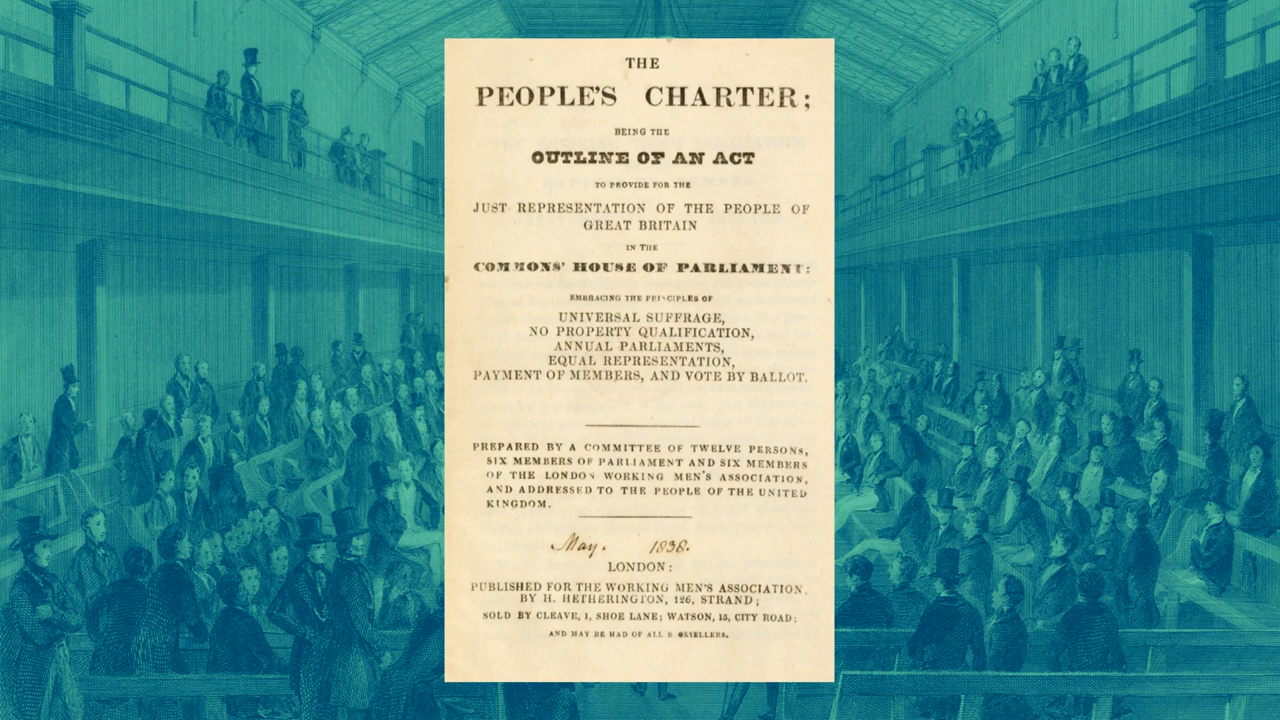 THE
PEOPLE'S CHARTER;
BEING THE
OUTLINE OF AN ACT
TO PROVIDE FOR THE
JUST REPRESENTATION OF THE PEOPLE OF
GREAT BRITAIN
IN THE
COMMONS' HOUSE OF PARLIAMENT:
EMBRACING THE PRINCIPLES OF
UNIVERSAL SUFFRAGE,
NO PROPERTY QUALIFICATION,
ANNUAL PARLIAMENTS,
EQUAL REPRESENTATION,
PAYMENT OF MEMBERS, AND VOTE BY BALLOT.
PREPARED BY A COMMITTEE OF TWELVE PERSONS,
SIX MEMBERS OF PARLIAMENT AND SIX MEMBERS
OF THE LONDON WORKING MEN'S ASSOCIATION,
AND ADDRESSED TO THE PEOPLE OF THE UNITED
KINGDOM.
May. 1838.
LONDON:
PUBLISHED FOR THE WORKING MEN'S ASSOCIATION,
BY H. HETHERINGTON, 126, STRAND;
SOLD BY CLEAVE, 1, SHOE LANE; WATSON, 15, CITY ROAD;
AND MAY BE HAD OF ALL BOOKSELLERS.